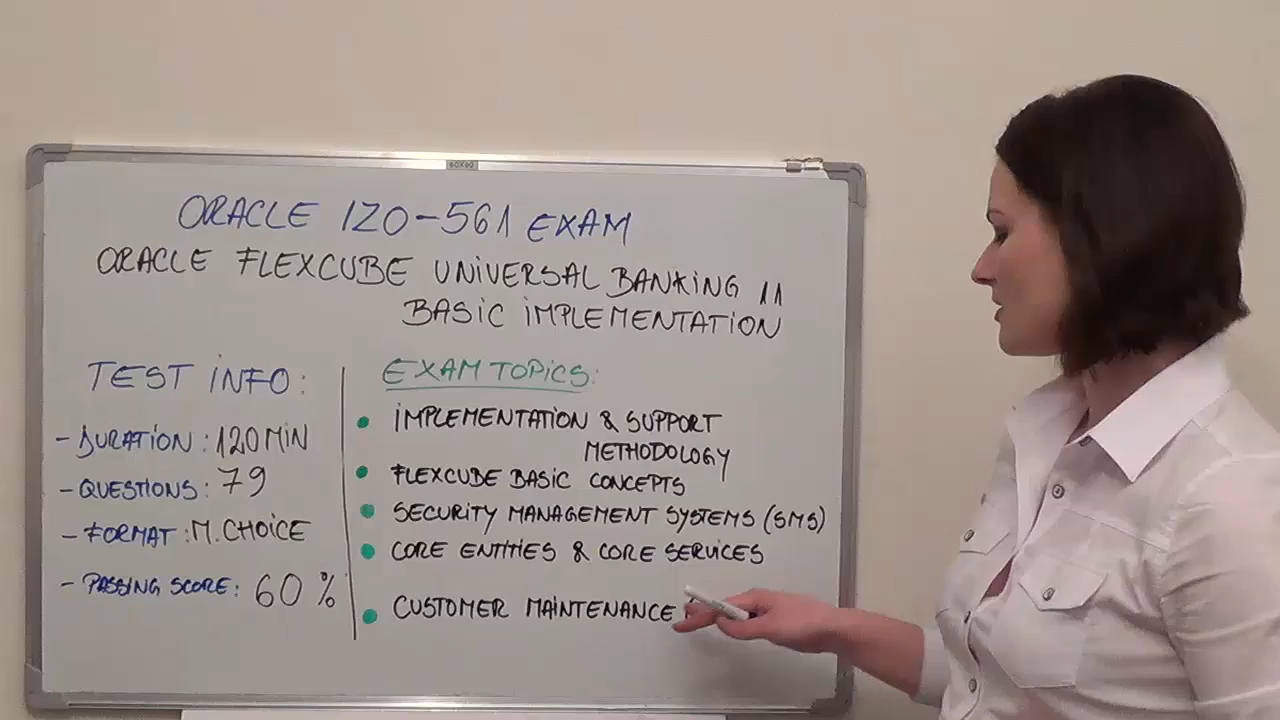 60x90
ORACLE 1Z0-561 EXAM
ORACLE FLEXCUBE UNIVERSAL BANKING 11
BASIC IMPLEMENTATION
TEST INFO:
- DURATION: 120 MIN
- QUESTIONS: 79
- FORMAT: M. CHOICE
- PASSING SCORE: 60 %
EXAM TOPICS:
• IMPLEMENTATION & SUPPORT
METHODOLOGY
• FLEXCUBE BASIC CONCEPTS
• SECURITY MANAGEMENT SYSTEMS (SMS)
• CORE ENTITIES & CORE SERVICES
• CUSTOMER MAINTENANCE